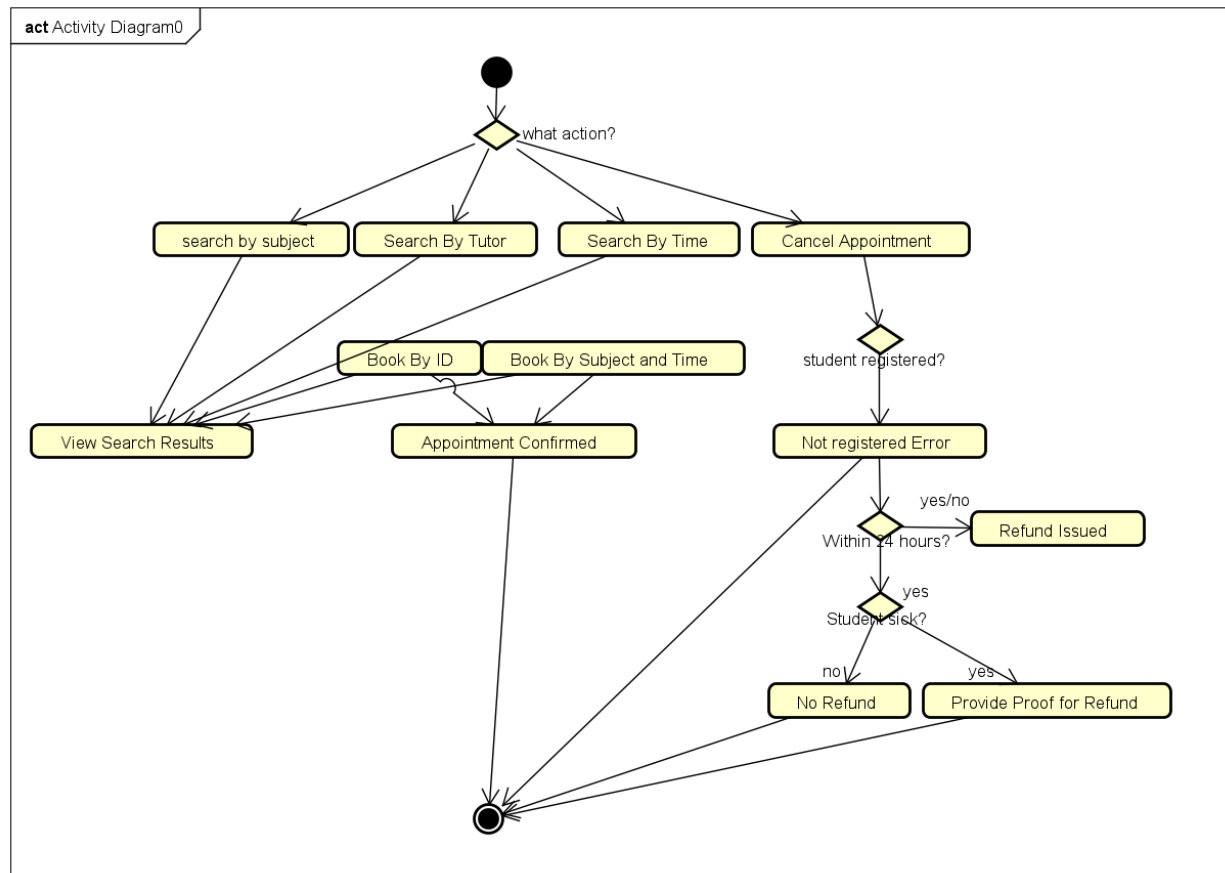 act Activity Diagram0
what action?
search by subject
Search By Tutor
Search By Time
Cancel Appointment
Book By ID
Book By Subject and Time
student registered?
View Search Results
Appointment Confirmed
Not registered Error
yes/no
Within 24 hours?
Refund Issued
yes
Student sick?
no
yes
No Refund
Provide Proof for Refund